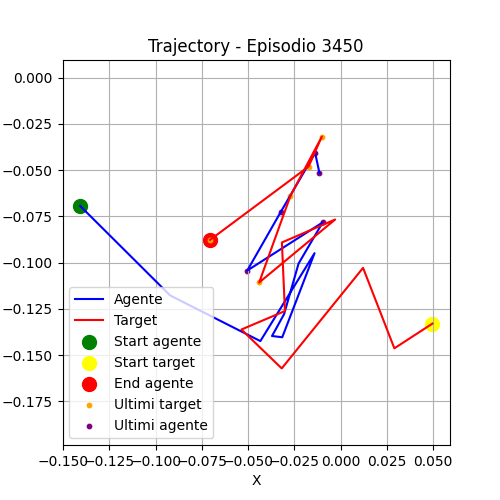 Trajectory - Episodio 3450
0.000
−0.025
−0.050
−0.075
−0.100
−0.125
−0.150
−0.175
Agente
Target
Start agente
Start target
End agente
Ultimi target
Ultimi agente
−0.150 −0.125 −0.100 −0.075 −0.050 −0.025 0.000 0.025 0.050
X